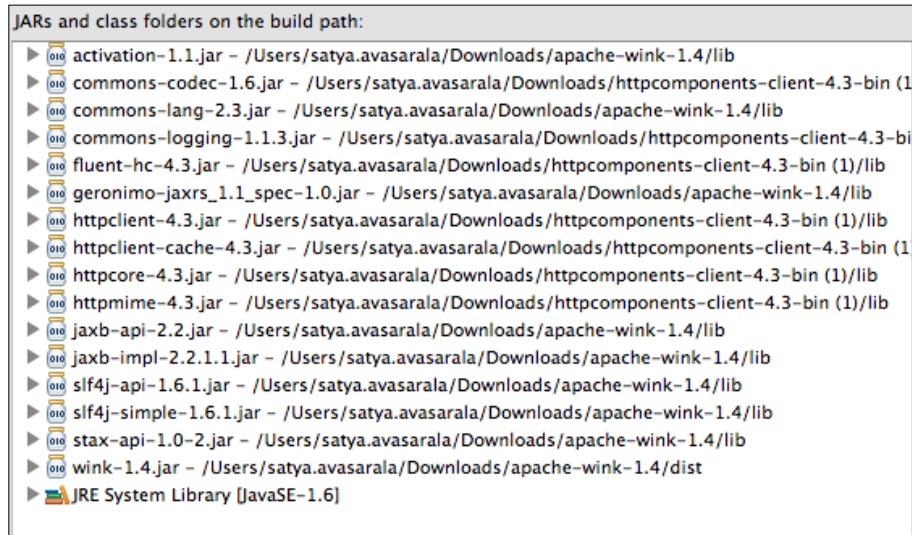 JARs and class folders on the build path:
activation-1.1.jar – /Users/satya.avasarala/Downloads/apache-wink-1.4/lib
commons-codec-1.6.jar – /Users/satya.avasarala/Downloads/httpcomponents-client-4.3-bin (1
commons-lang-2.3.jar – /Users/satya.avasarala/Downloads/apache-wink-1.4/lib
commons-logging-1.1.3.jar – /Users/satya.avasarala/Downloads/httpcomponents-client-4.3-bi
fluent-hc-4.3.jar – /Users/satya.avasarala/Downloads/httpcomponents-client-4.3-bin (1)/lib
geronimo-jaxrs_1.1_spec-1.0.jar – /Users/satya.avasarala/Downloads/apache-wink-1.4/lib
httpclient-4.3.jar – /Users/satya.avasarala/Downloads/httpcomponents-client-4.3-bin (1)/lib
httpclient-cache-4.3.jar – /Users/satya.avasarala/Downloads/httpcomponents-client-4.3-bin (1
httpcore-4.3.jar – /Users/satya.avasarala/Downloads/httpcomponents-client-4.3-bin (1)/lib
httpmime-4.3.jar – /Users/satya.avasarala/Downloads/httpcomponents-client-4.3-bin (1)/lib
jaxb-api-2.2.jar – /Users/satya.avasarala/Downloads/apache-wink-1.4/lib
jaxb-impl-2.2.1.1.jar – /Users/satya.avasarala/Downloads/apache-wink-1.4/lib
slf4j-api-1.6.1.jar – /Users/satya.avasarala/Downloads/apache-wink-1.4/lib
slf4j-simple-1.6.1.jar – /Users/satya.avasarala/Downloads/apache-wink-1.4/lib
stax-api-1.0-2.jar – /Users/satya.avasarala/Downloads/apache-wink-1.4/lib
wink-1.4.jar – /Users/satya.avasarala/Downloads/apache-wink-1.4/dist
JRE System Library [JavaSE-1.6]